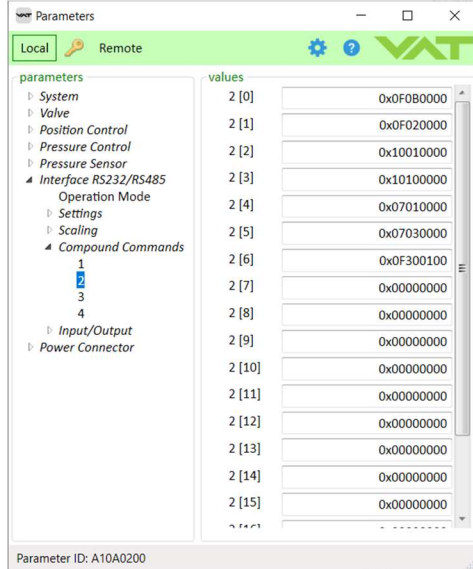 VAT Parameters
Local Remote VAT
parameters
System
Valve
Position Control
Pressure Control
Pressure Sensor
Interface RS232/RS485
Operation Mode
Settings
Scaling
Compound Commands
1
2
3
4
Input/Output
Power Connector
values
2 [0] 0x0F0B0000
2 [1] 0x0F020000
2 [2] 0x10010000
2 [3] 0x10100000
2 [4] 0x07010000
2 [5] 0x07030000
2 [6] 0x0F300100
2 [7] 0x00000000
2 [8] 0x00000000
2 [9] 0x00000000
2 [10] 0x00000000
2 [11] 0x00000000
2 [12] 0x00000000
2 [13] 0x00000000
2 [14] 0x00000000
2 [15] 0x00000000
Parameter ID: A10A0200